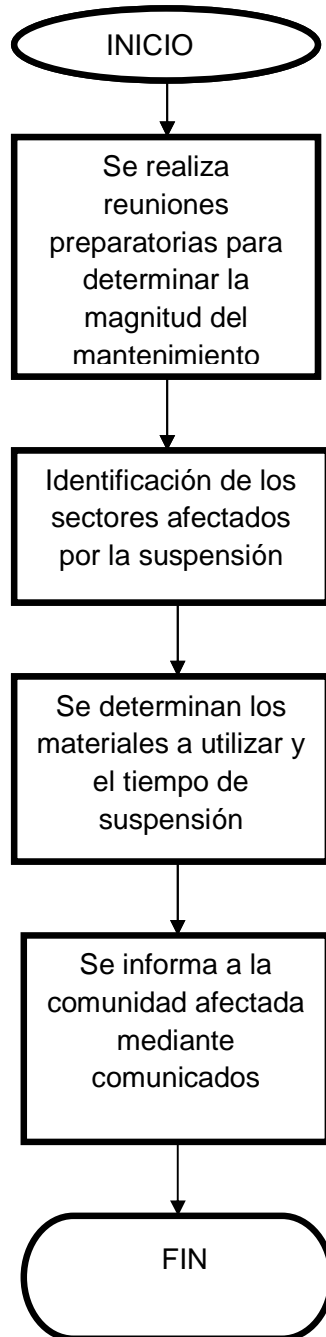 INICIO
Se realiza
reuniones
preparatorias para
determinar la
magnitud del
mantenimiento
Identificación de los
sectores afectados
por la suspensión
Se determinan los
materiales a utilizar y
el tiempo de
suspensión
Se informa a la
comunidad afectada
mediante
comunicados
FIN